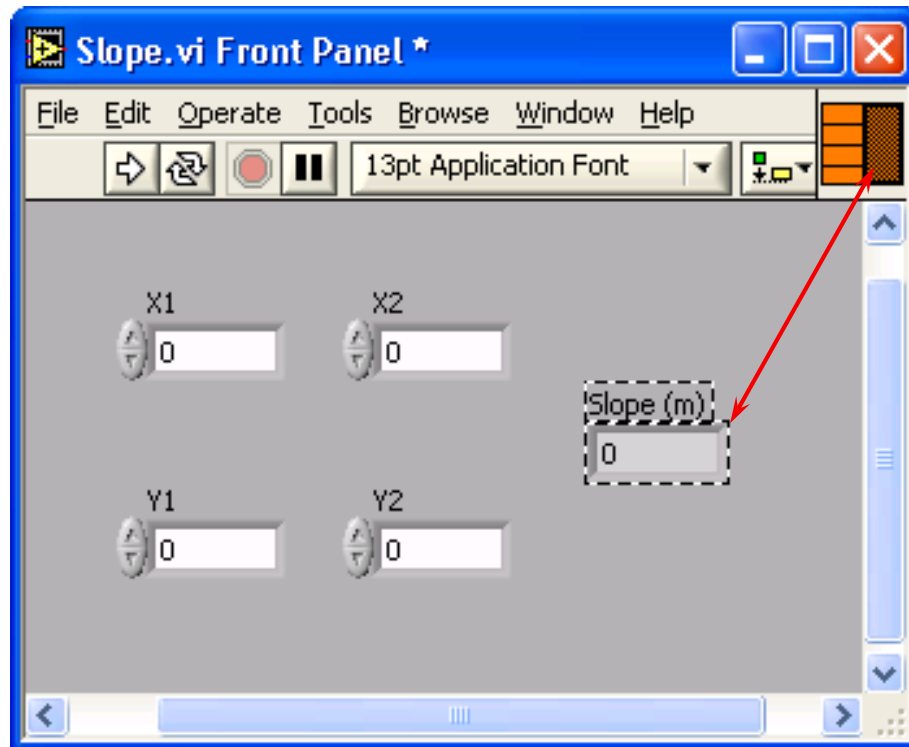 Slope.vi Front Panel *
File Edit Operate Tools Browse Window Help
13pt Application Font
X1 X2
0 0
Slope (m)
0
Y1 Y2
0 0